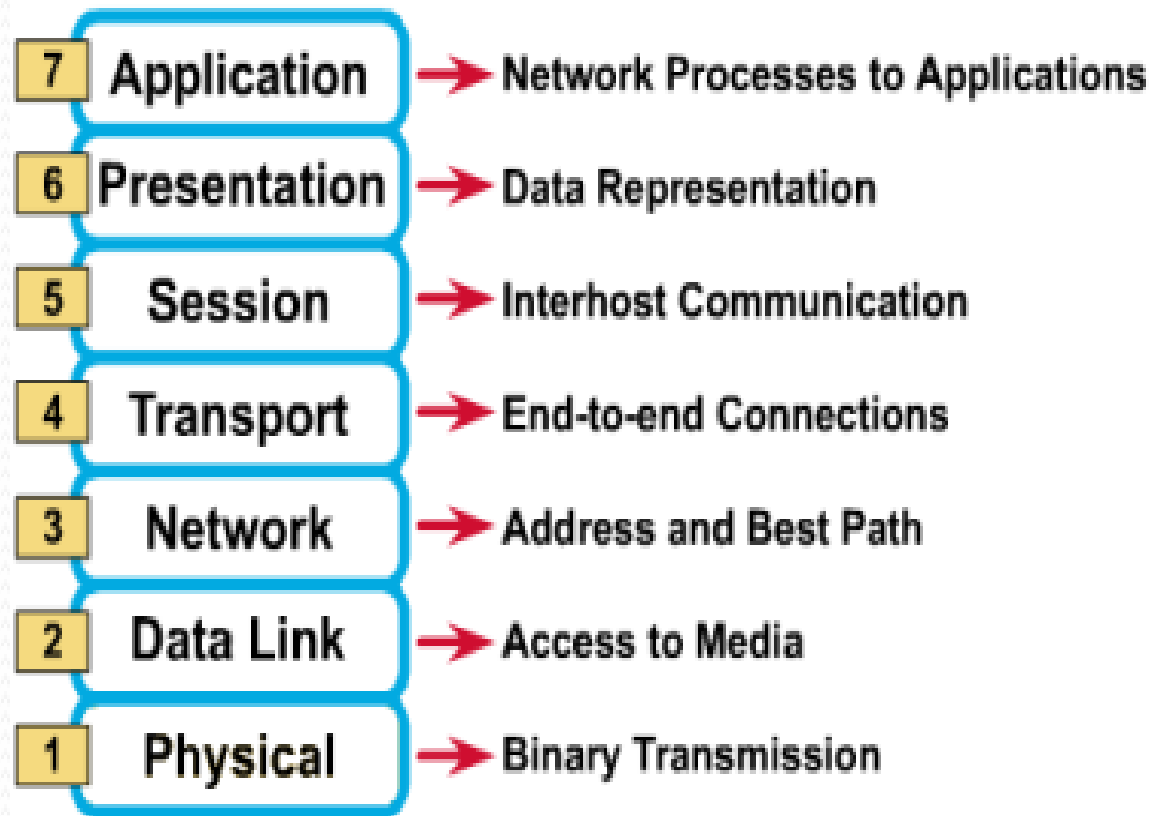 7 Application Network Processes to Applications
6 Presentation Data Representation
5 Session Interhost Communication
4 Transport End-to-end Connections
3 Network Address and Best Path
2 Data Link Access to Media
1 Physical Binary Transmission